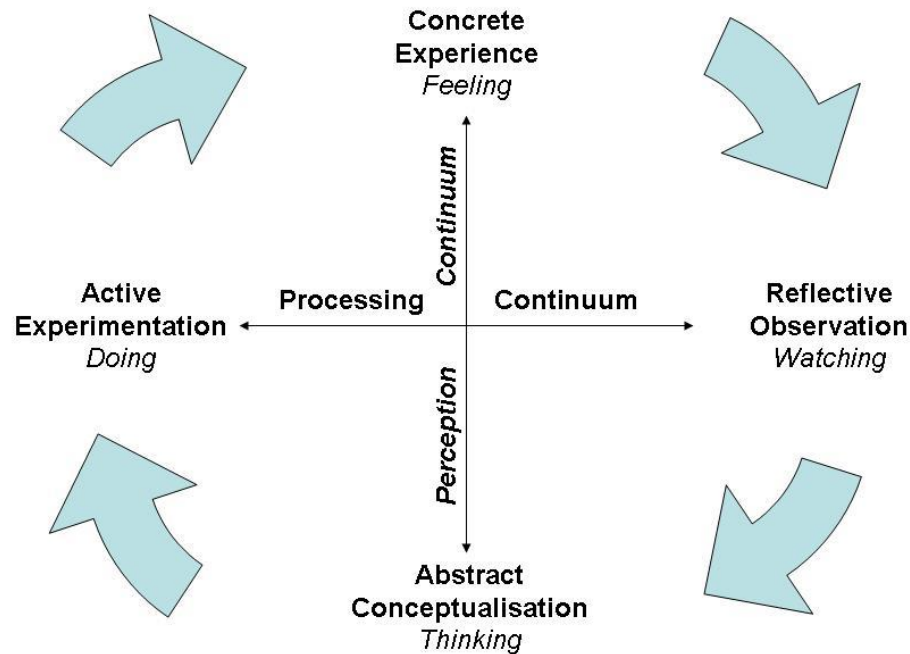 Concrete
Experience
Feeling
Continuum
Active
Experimentation
Doing
Processing
Continuum
Reflective
Observation
Watching
Perception
Abstract
Conceptualisation
Thinking